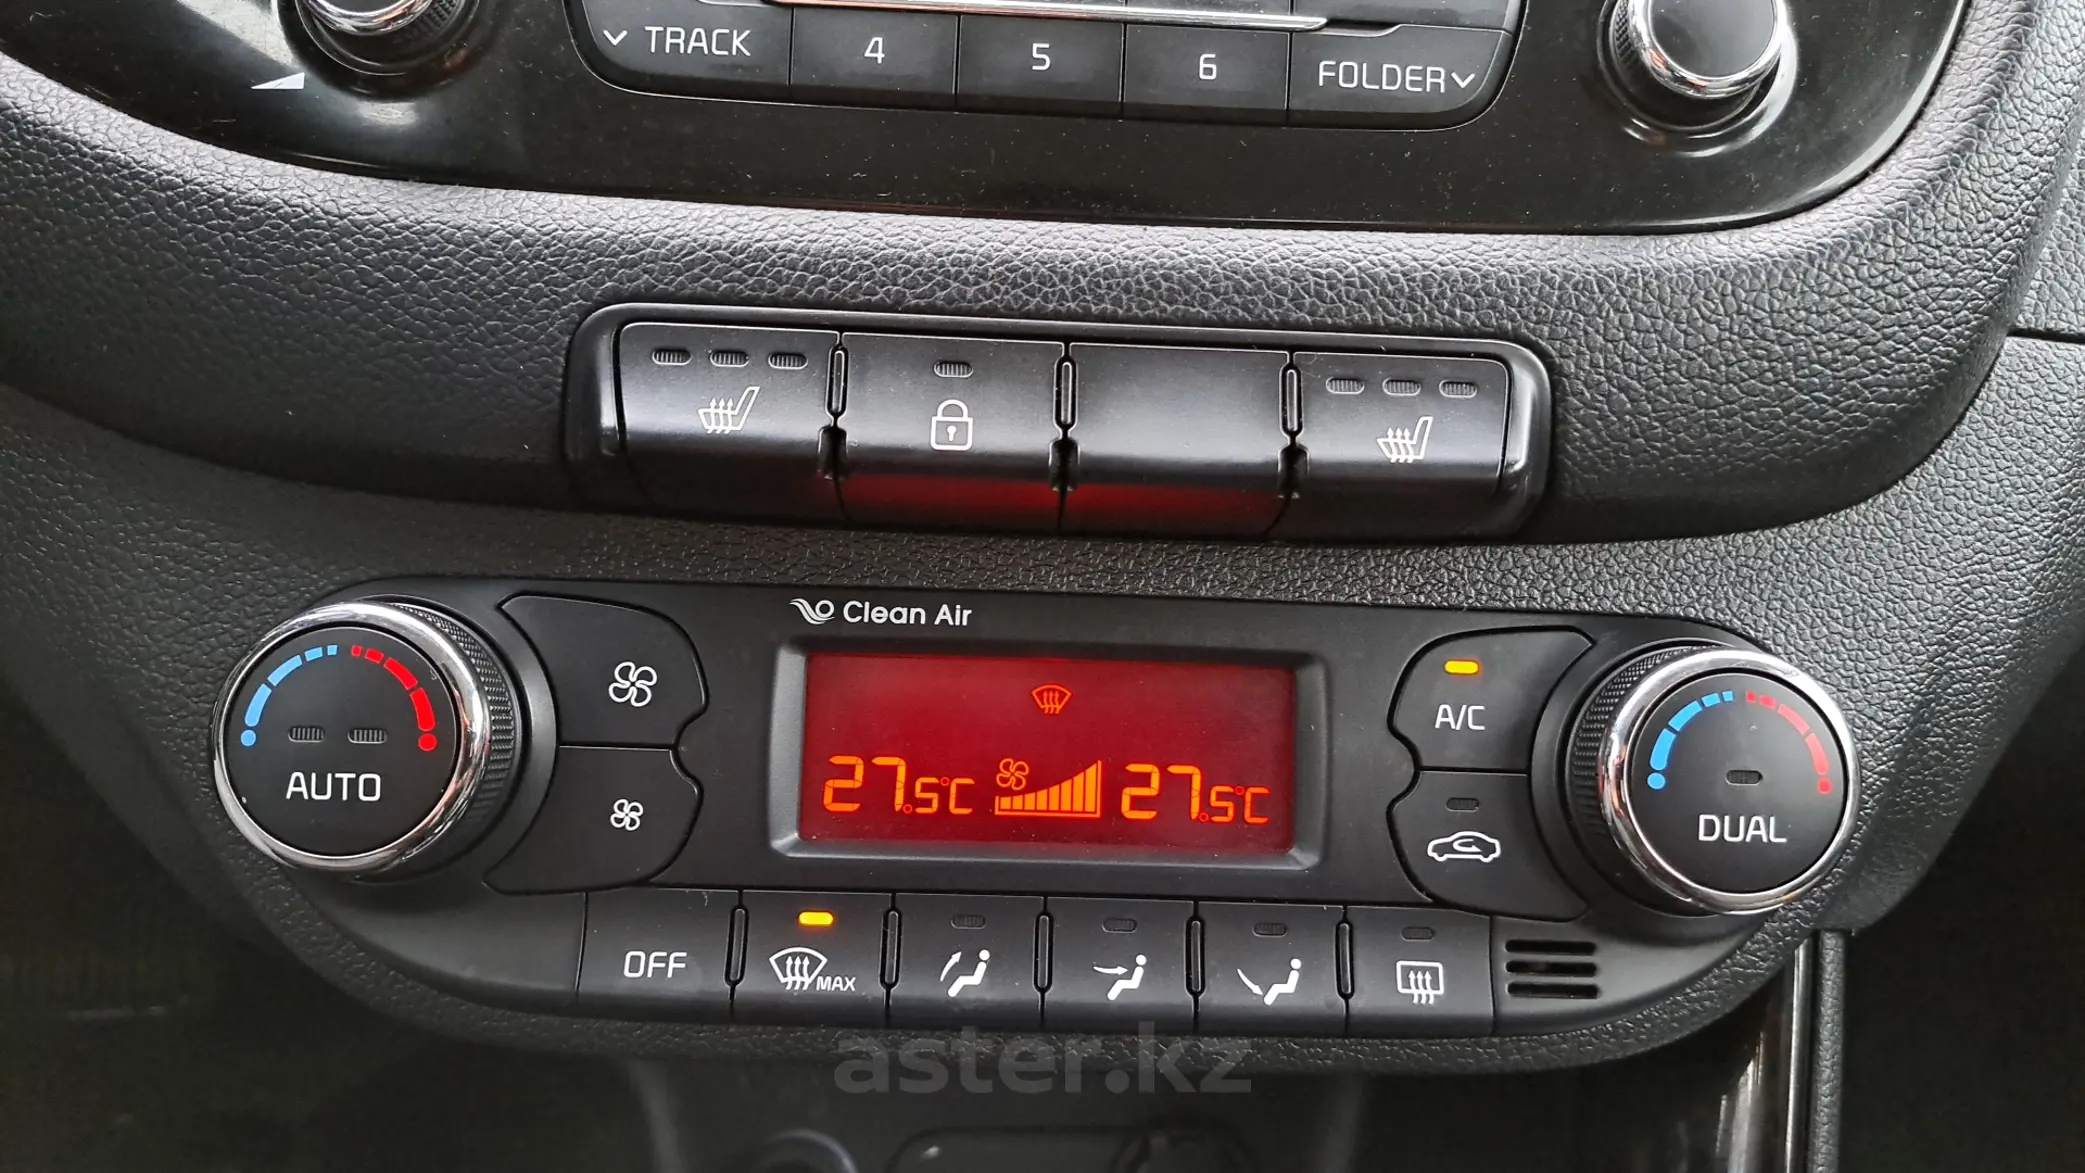 TRACK 4 5 6 FOLDER
Clean Air
A/C
27.5°C 27.5°C
AUTO
DUAL
OFF MAX
aster.kz